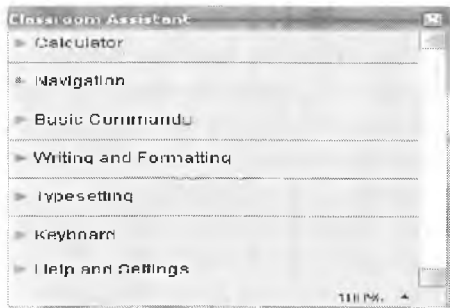 Classroom Assistant
Calculator
Navigation
Basic Commands
Writing and Formatting
Typesetting
Keyboard
Help and Settings
100%